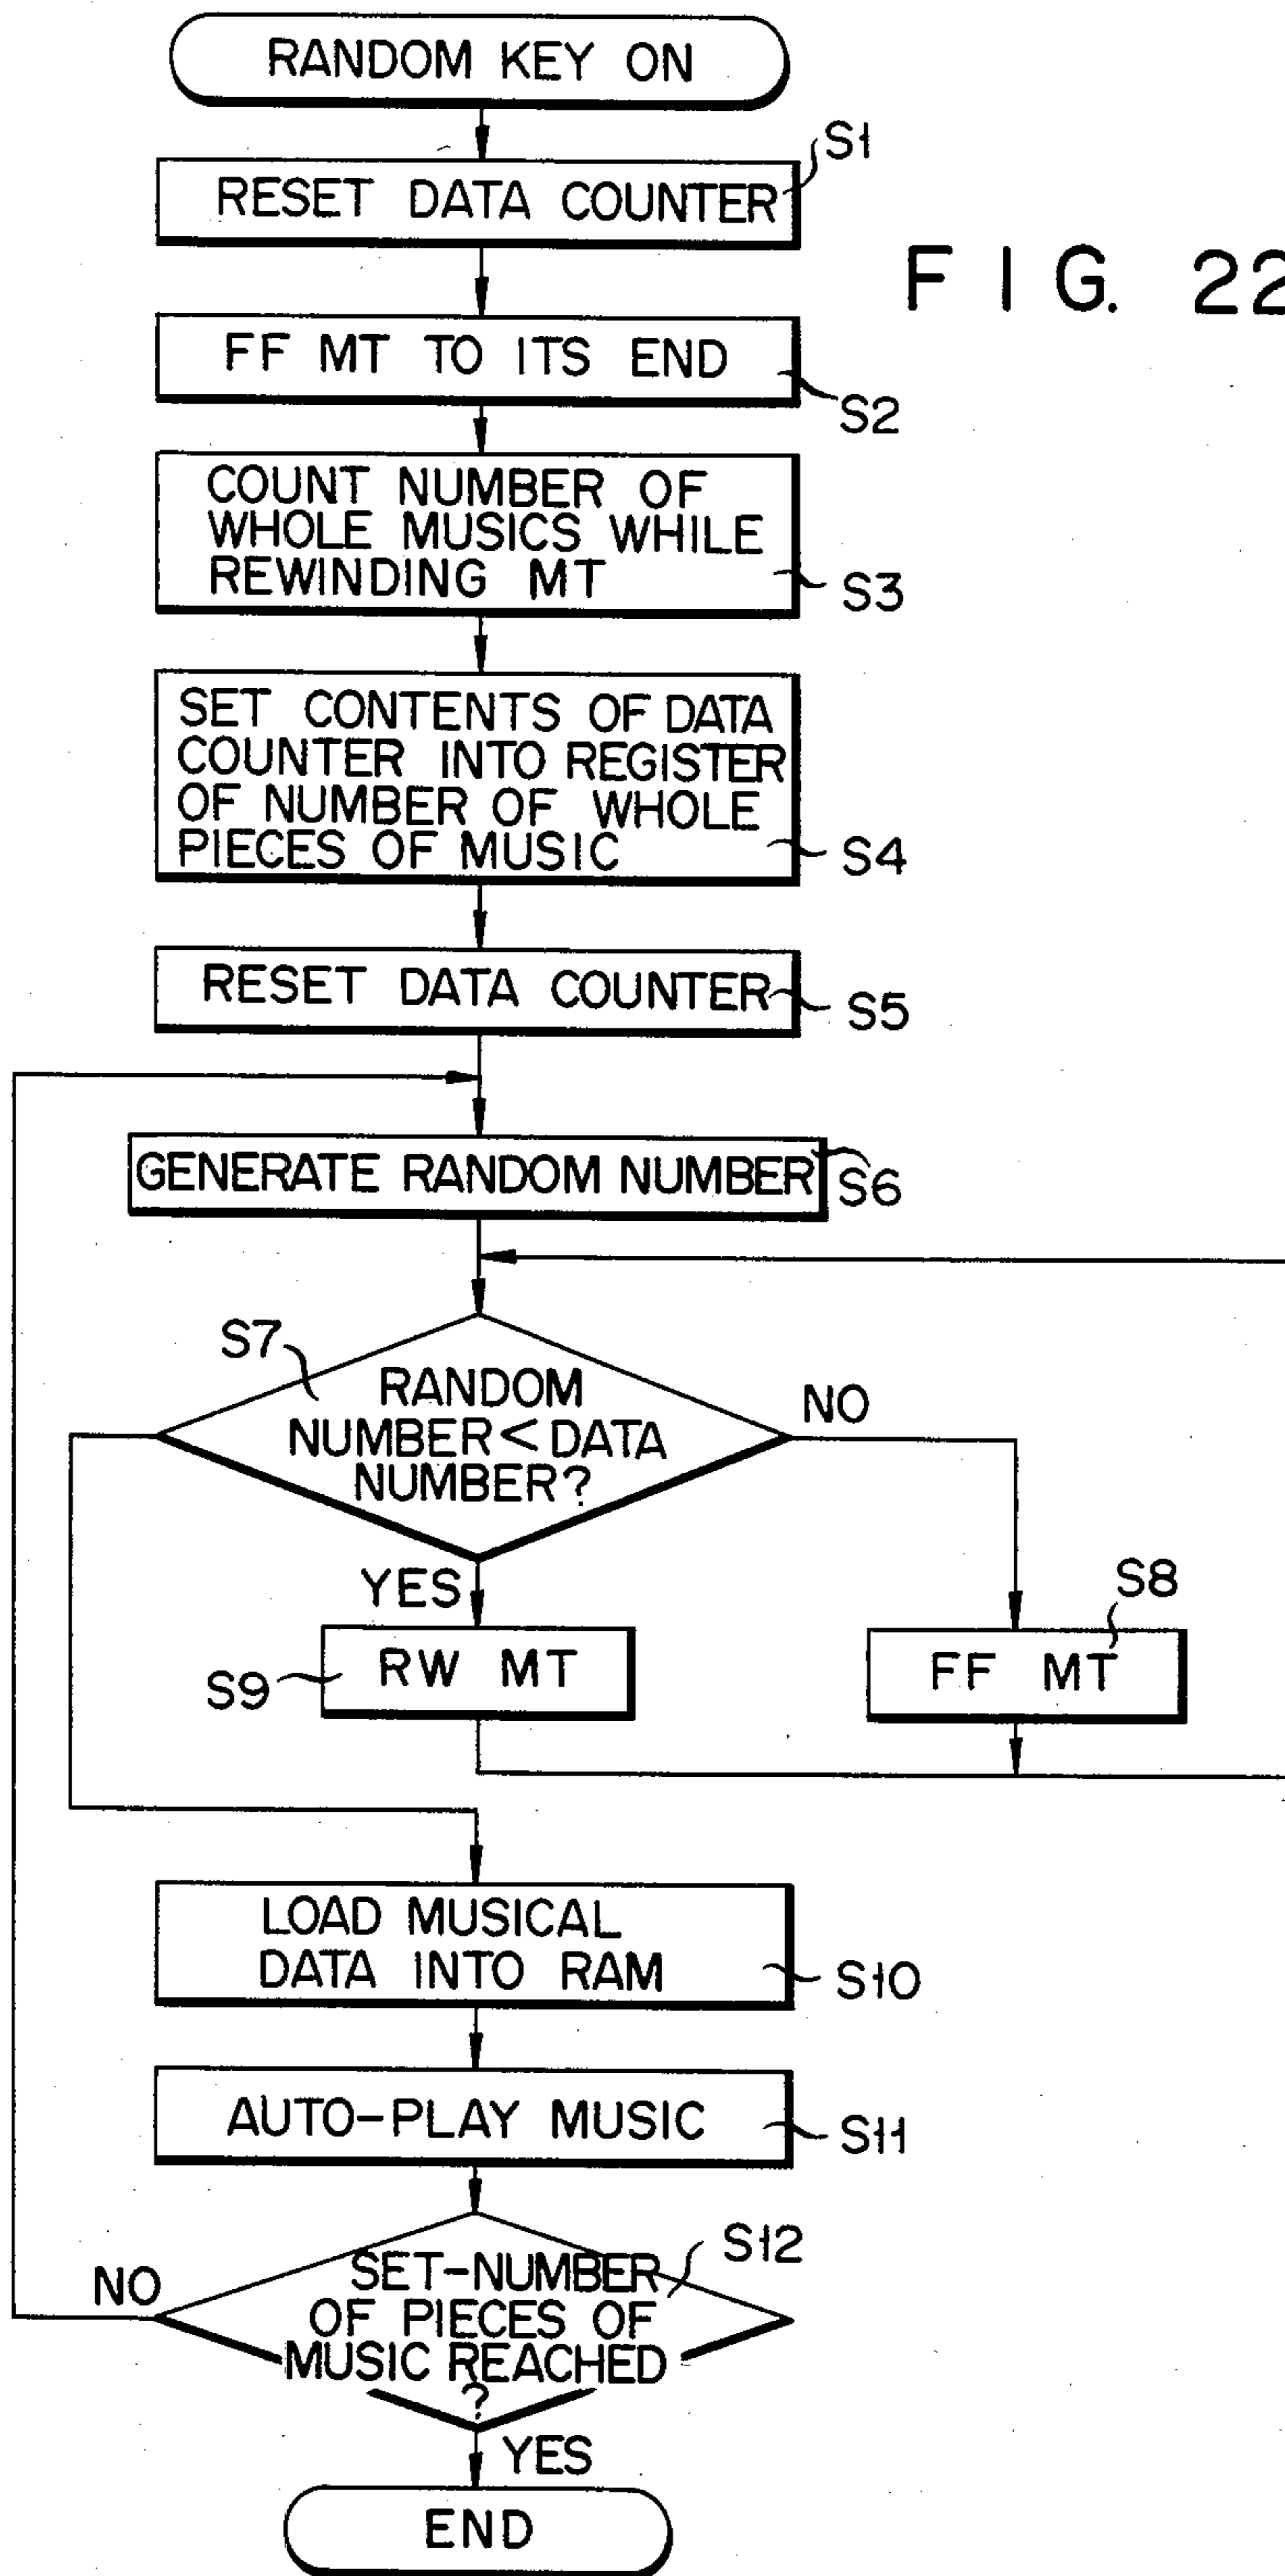 RANDOM KEY ON
S1
RESET DATA COUNTER
FIG. 22
FF MT TO ITS END
S2
COUNT NUMBER OF
WHOLE MUSICS WHILE
REWINDING MT
S3
SET CONTENTS OF DATA
COUNTER INTO REGISTER
OF NUMBER OF WHOLE
PIECES OF MUSIC
S4
RESET DATA COUNTER
S5
GENERATE RANDOM NUMBER
S6
S7
RANDOM
NUMBER < DATA
NUMBER?
NO
YES
S8
RW MT
S9
FF MT
LOAD MUSICAL
DATA INTO RAM
S10
AUTO-PLAY MUSIC
S11
S12
SET-NUMBER
OF PIECES OF
MUSIC REACHED
?
NO
YES
END